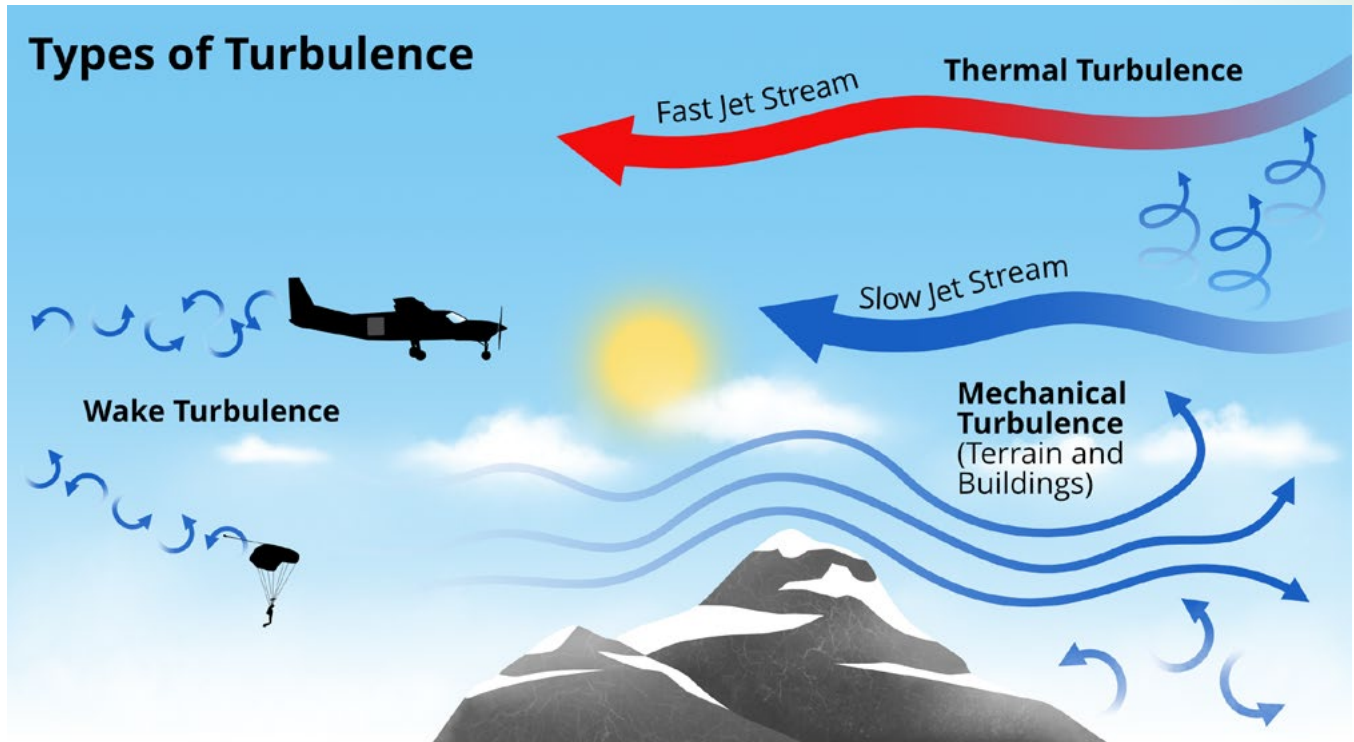 Types of Turbulence
Thermal Turbulence
Fast Jet Stream
Slow Jet Stream
Wake Turbulence
Mechanical
Turbulence
(Terrain and
Buildings)